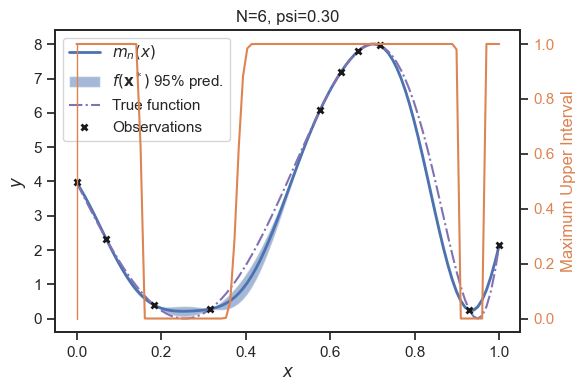 N=6, psi=0.30
m_n(x)
f(x*) 95% pred.
True function
Observations
y
8
7
6
5
4
3
2
1
0
0.0 0.2 0.4 0.6 0.8 1.0
x
1.0
0.8
0.6
0.4
0.2
0.0
Maximum Upper Interval